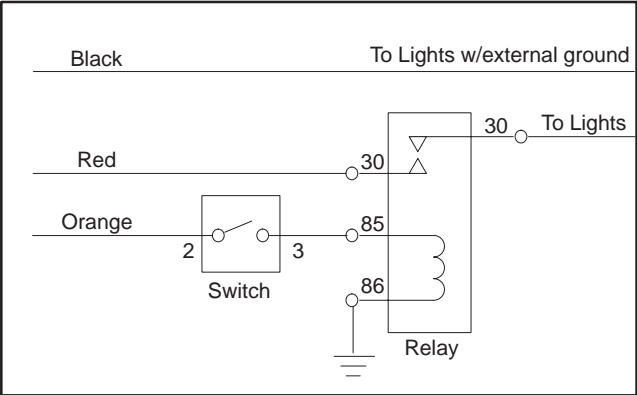 Black
To Lights w/external ground
30
To Lights
Red
30
Orange
2
3
85
Switch
86
Relay